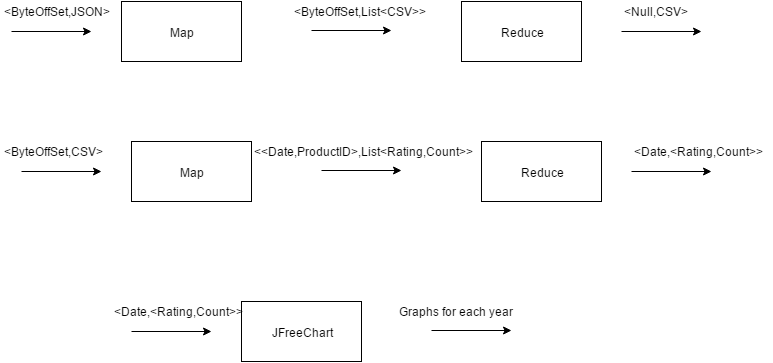 <ByteOffSet,JSON>
Map
<ByteOffSet,List<CSV>>
Reduce
<Null,CSV>
<ByteOffSet,CSV>
Map
<<Date,ProductID>,List<Rating,Count>>
Reduce
<Date,<Rating,Count>>
<Date,<Rating,Count>>
JFreeChart
Graphs for each year